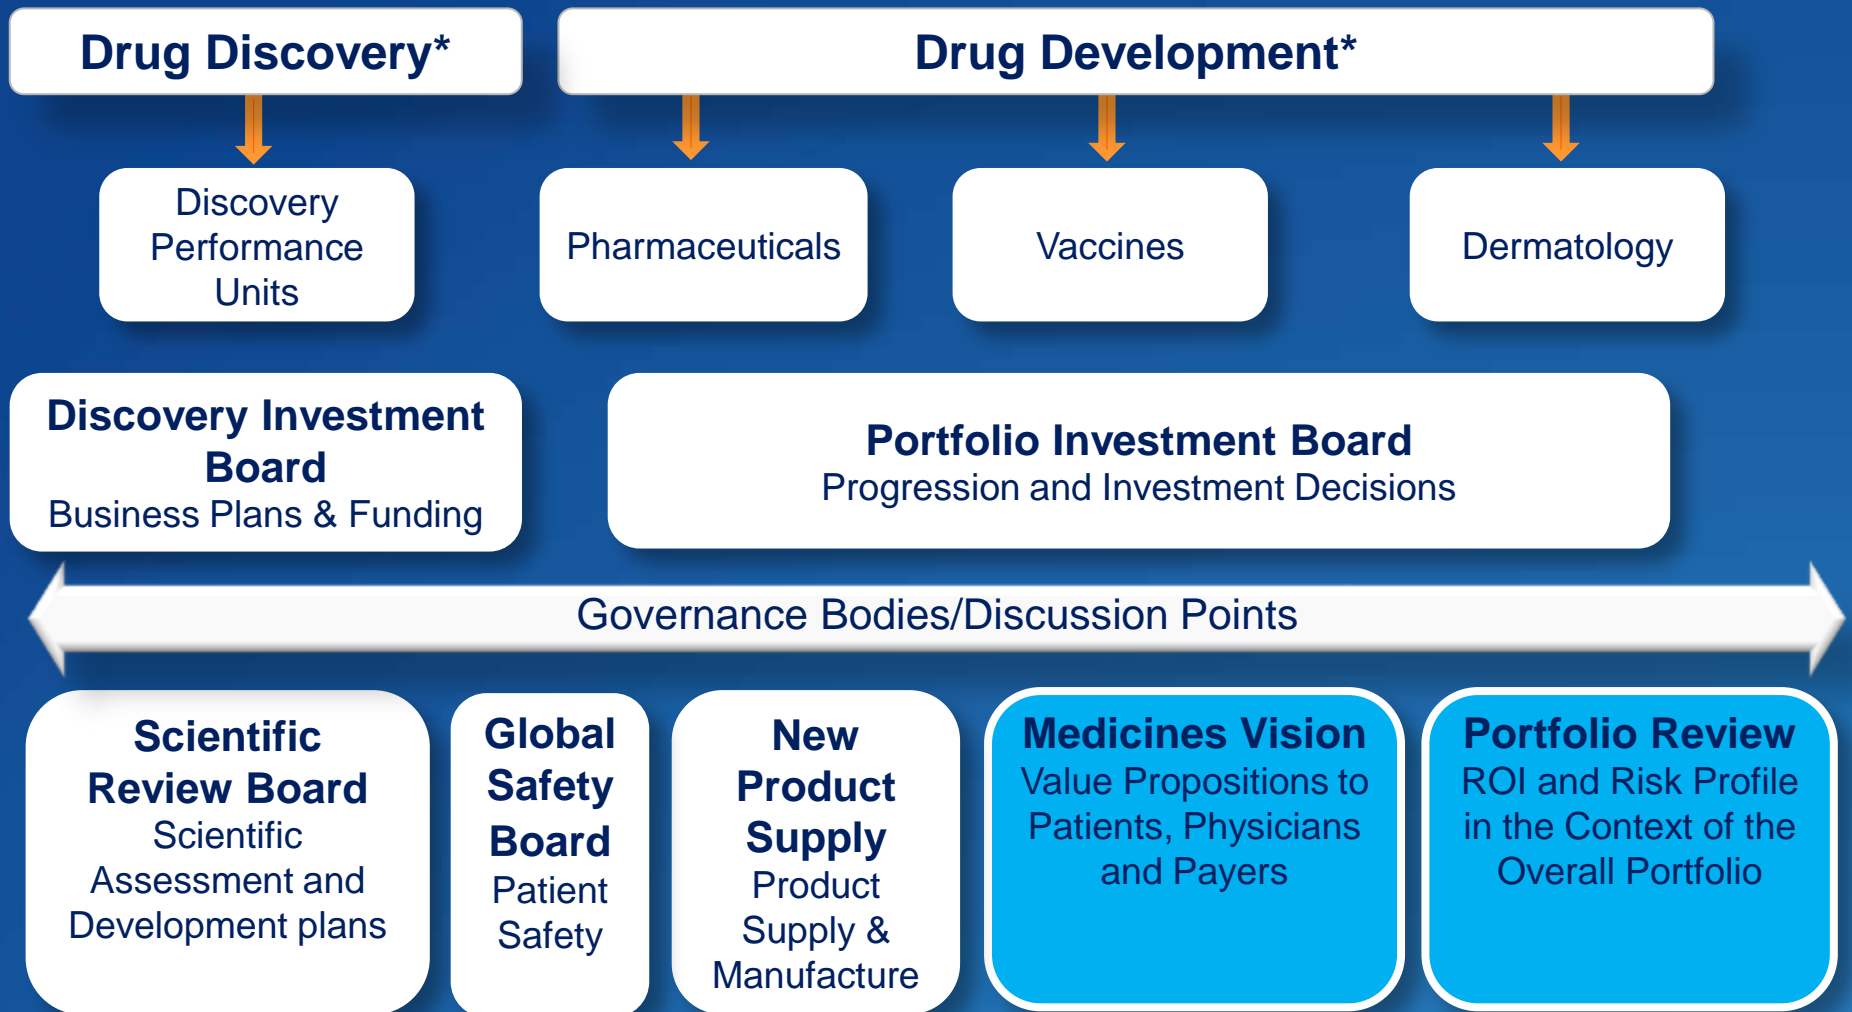 Drug Discovery*
Drug Development*
Discovery
Performance
Units
Pharmaceuticals
Vaccines
Dermatology
Discovery Investment
Board
Business Plans & Funding
Portfolio Investment Board
Progression and Investment Decisions
Governance Bodies/Discussion Points
Scientific
Review Board
Scientific
Assessment and
Development plans
Global
Safety
Board
Patient
Safety
New
Product
Supply
Product
Supply &
Manufacture
Medicines Vision
Value Propositions to
Patients, Physicians
and Payers
Portfolio Review
ROI and Risk Profile
in the Context of the
Overall Portfolio